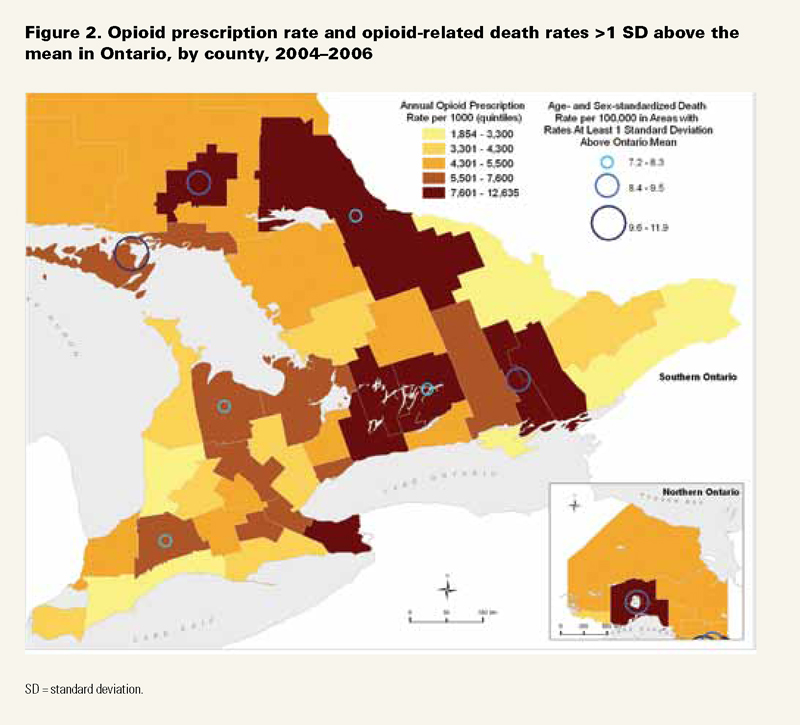 Figure 2. Opioid prescription rate and opioid-related death rates >1 SD above the
mean in Ontario, by county, 2004–2006
Annual Opioid Prescription
Rate per 1000 (quintiles)
1,854 - 3,300
3,301 - 4,300
4,301 - 5,500
5,501 - 7,600
7,601 - 12,635
Age- and Sex-standardized Death
Rate per 100,000 in Areas with
Rates At Least 1 Standard Deviation
Above Ontario Mean
7.2 - 8.3
8.4 - 9.5
9.6 - 11.9
Southern Ontario
LAKE ONTARIO
Northern Ontario
LAKE ERIE
SD = standard deviation.